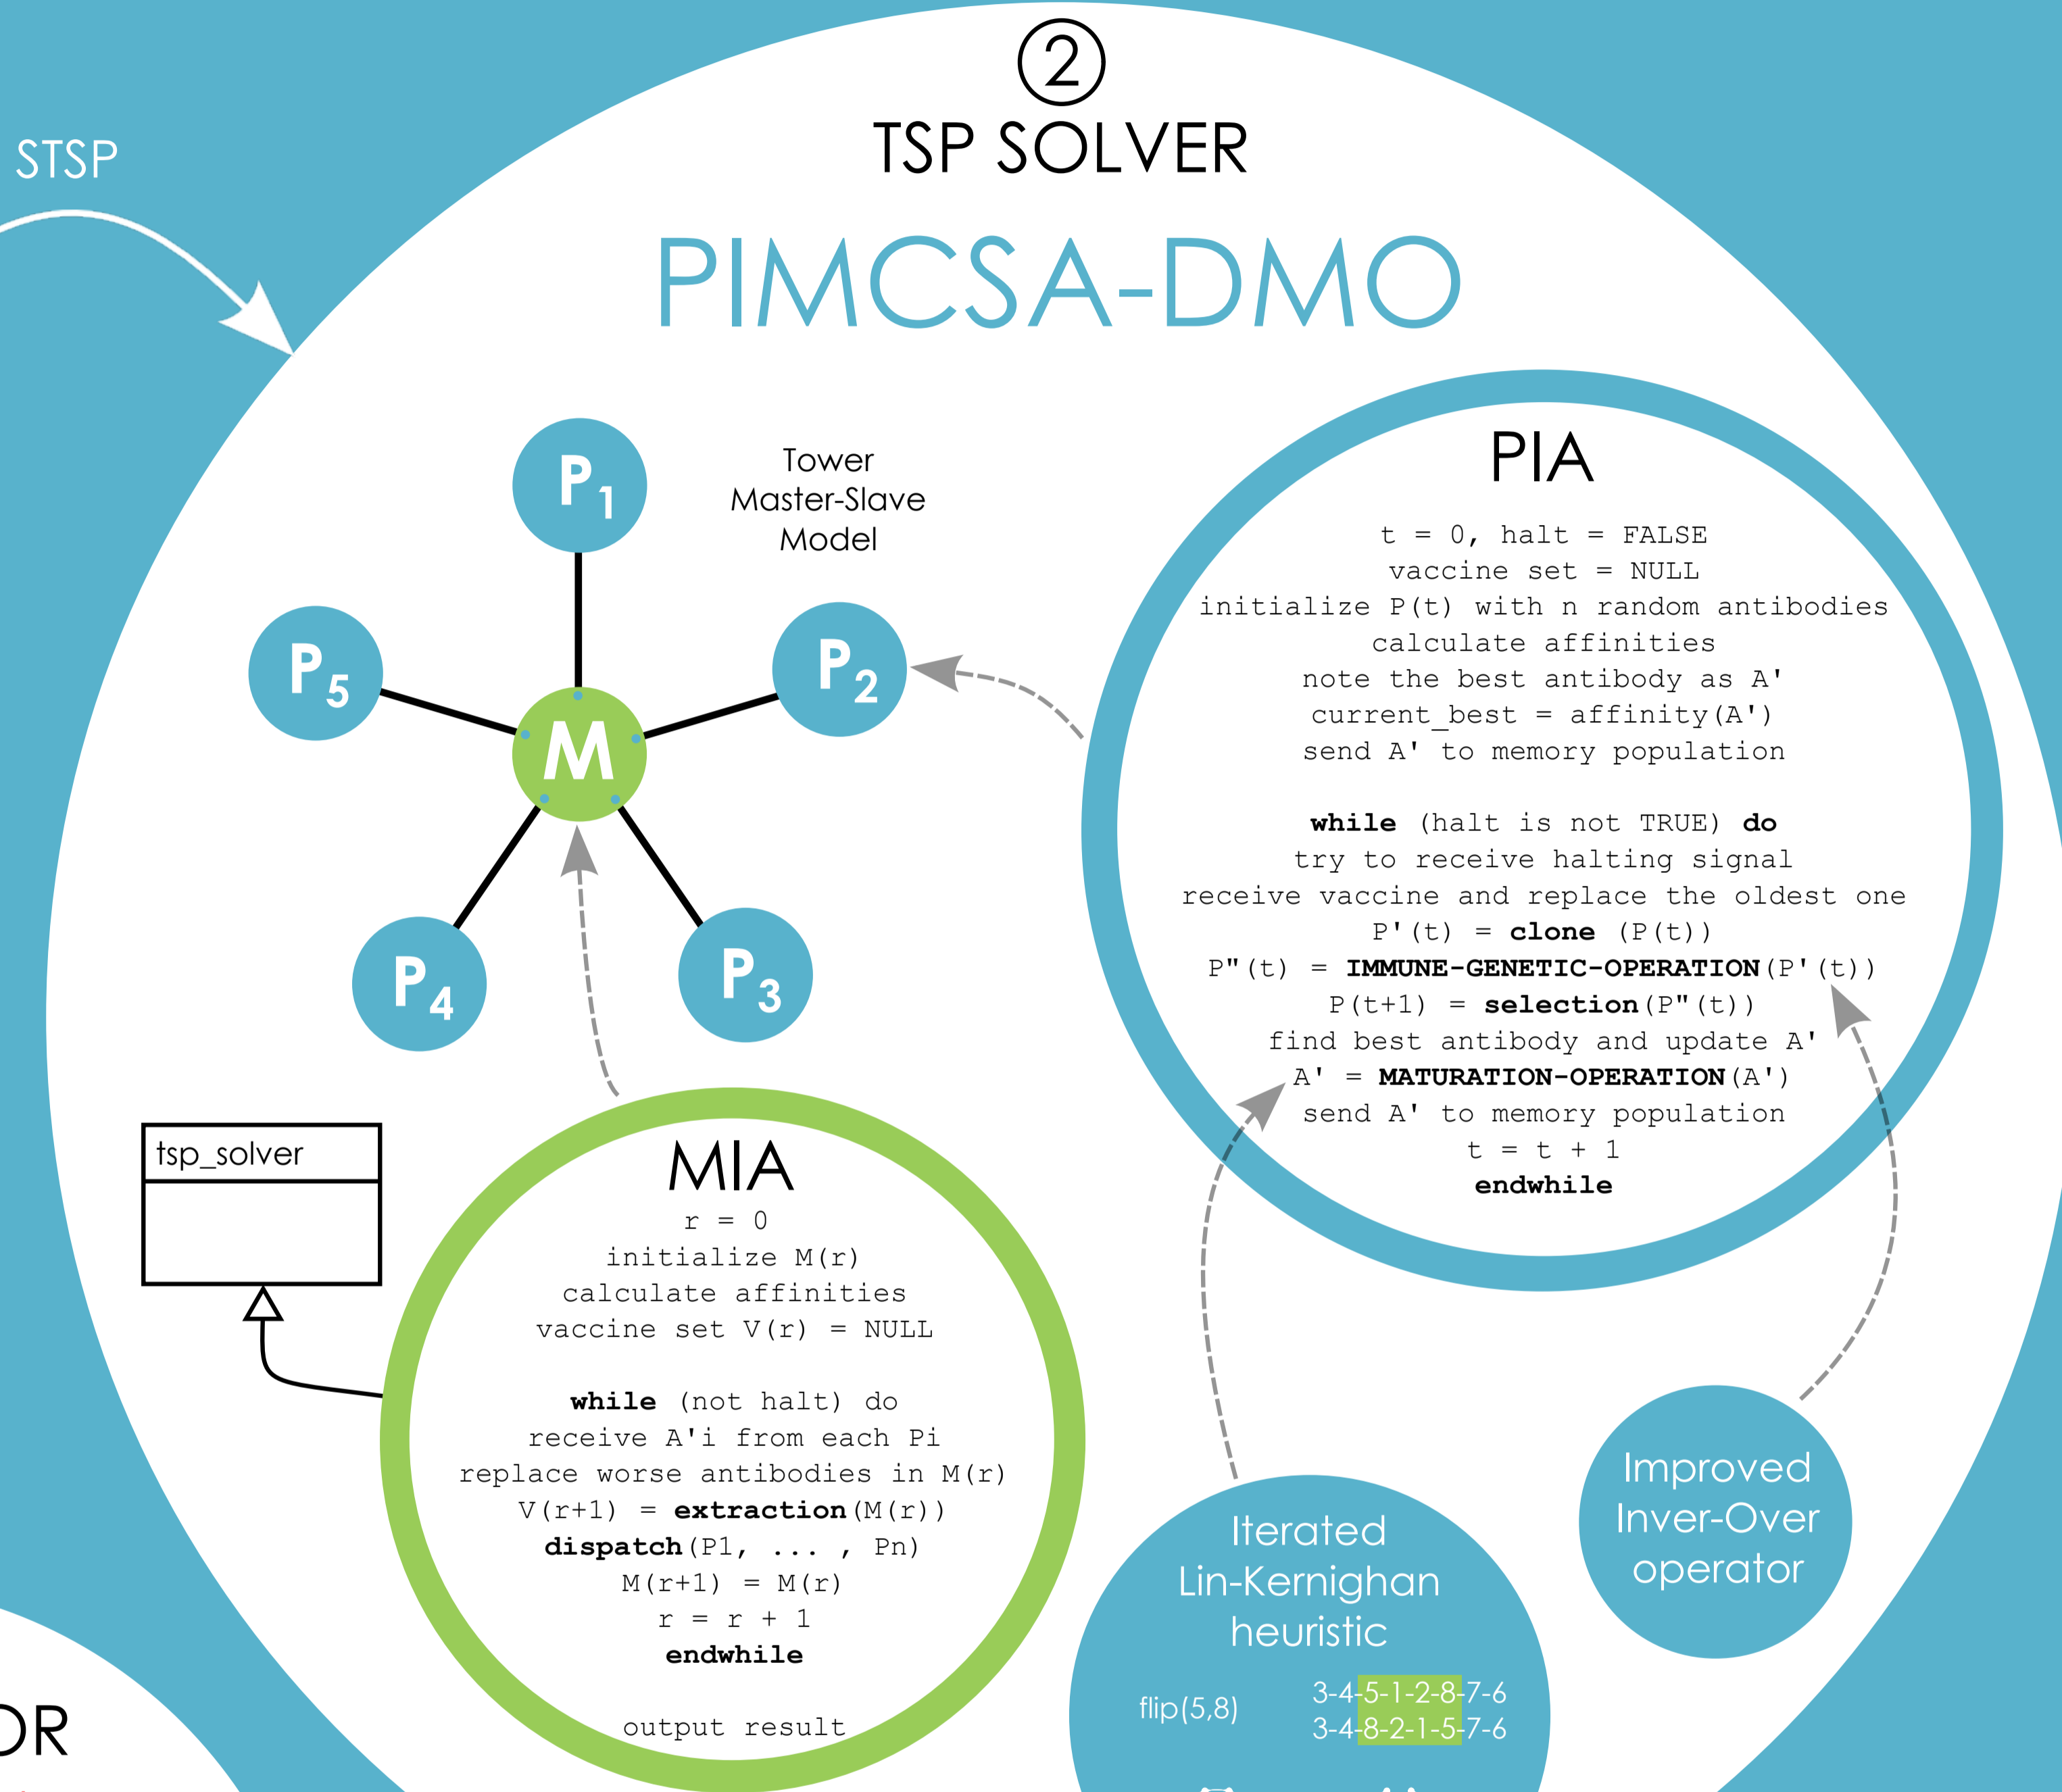 STSP
2
TSP SOLVER
PIMCSA-DMO
Tower
Master-Slave
Model
P1
P2
P3
P4
P5
M
PIA
t = 0, halt = FALSE
vaccine set = NULL
initialize P(t) with n random antibodies
calculate affinities
note the best antibody as A'
current_best = affinity(A')
send A' to memory population
while (halt is not TRUE) do
try to receive halting signal
receive vaccine and replace the oldest one
P'(t) = clone (P(t))
P"(t) = IMMUNE-GENETIC-OPERATION(P'(t))
P(t+1) = selection(P"(t))
find best antibody and update A'
A' = MATURATION-OPERATION(A')
send A' to memory population
t = t + 1
endwhile
tsp_solver
MIA
r = 0
initialize M(r)
calculate affinities
vaccine set V(r) = NULL
while (not halt) do
receive A'i from each Pi
replace worse antibodies in M(r)
V(r+1) = extraction(M(r))
dispatch(P1, ... , Pn)
M(r+1) = M(r)
r = r + 1
endwhile
output result
Iterated
Lin-Kernighan
heuristic
flip(5,8)
3-4-5-1-2-8-7-6
3-4-8-2-1-5-7-6
Improved
Inver-Over
operator
OR